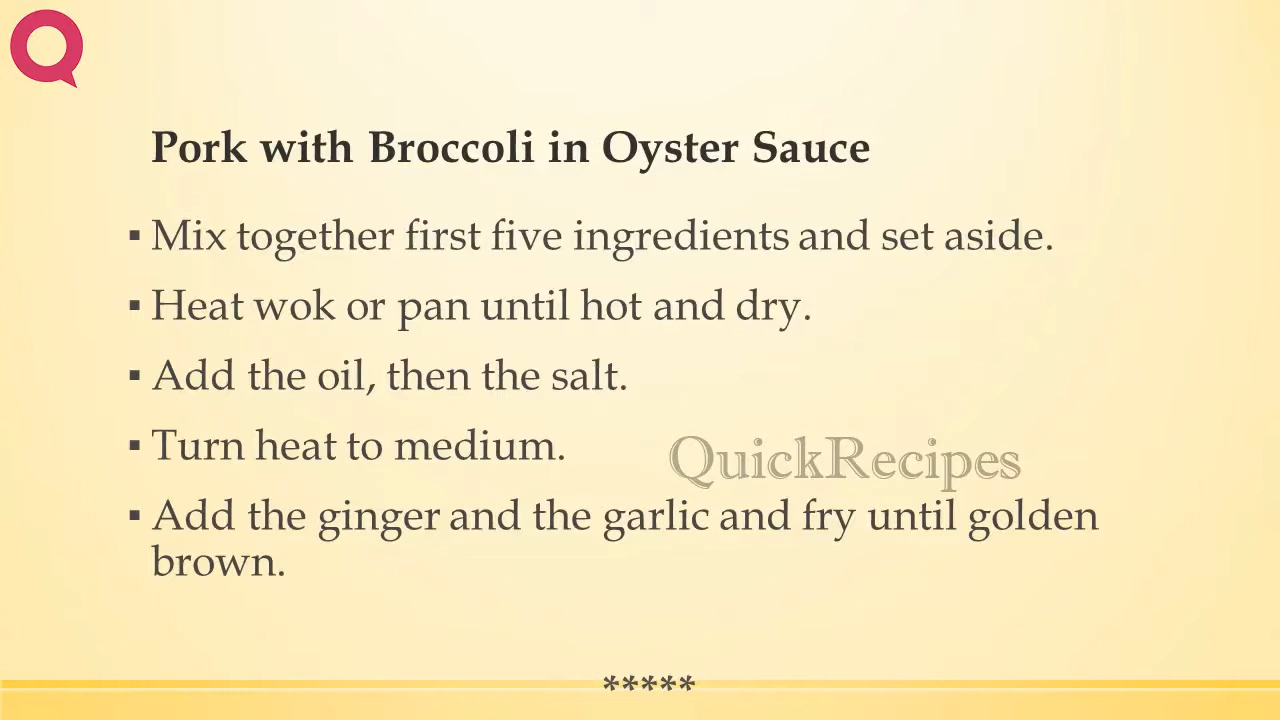 Pork with Broccoli in Oyster Sauce
▪ Mix together first five ingredients and set aside.
▪ Heat wok or pan until hot and dry.
▪ Add the oil, then the salt.
▪ Turn heat to medium.
QuickRecipes
▪ Add the ginger and the garlic and fry until golden
brown.
*****